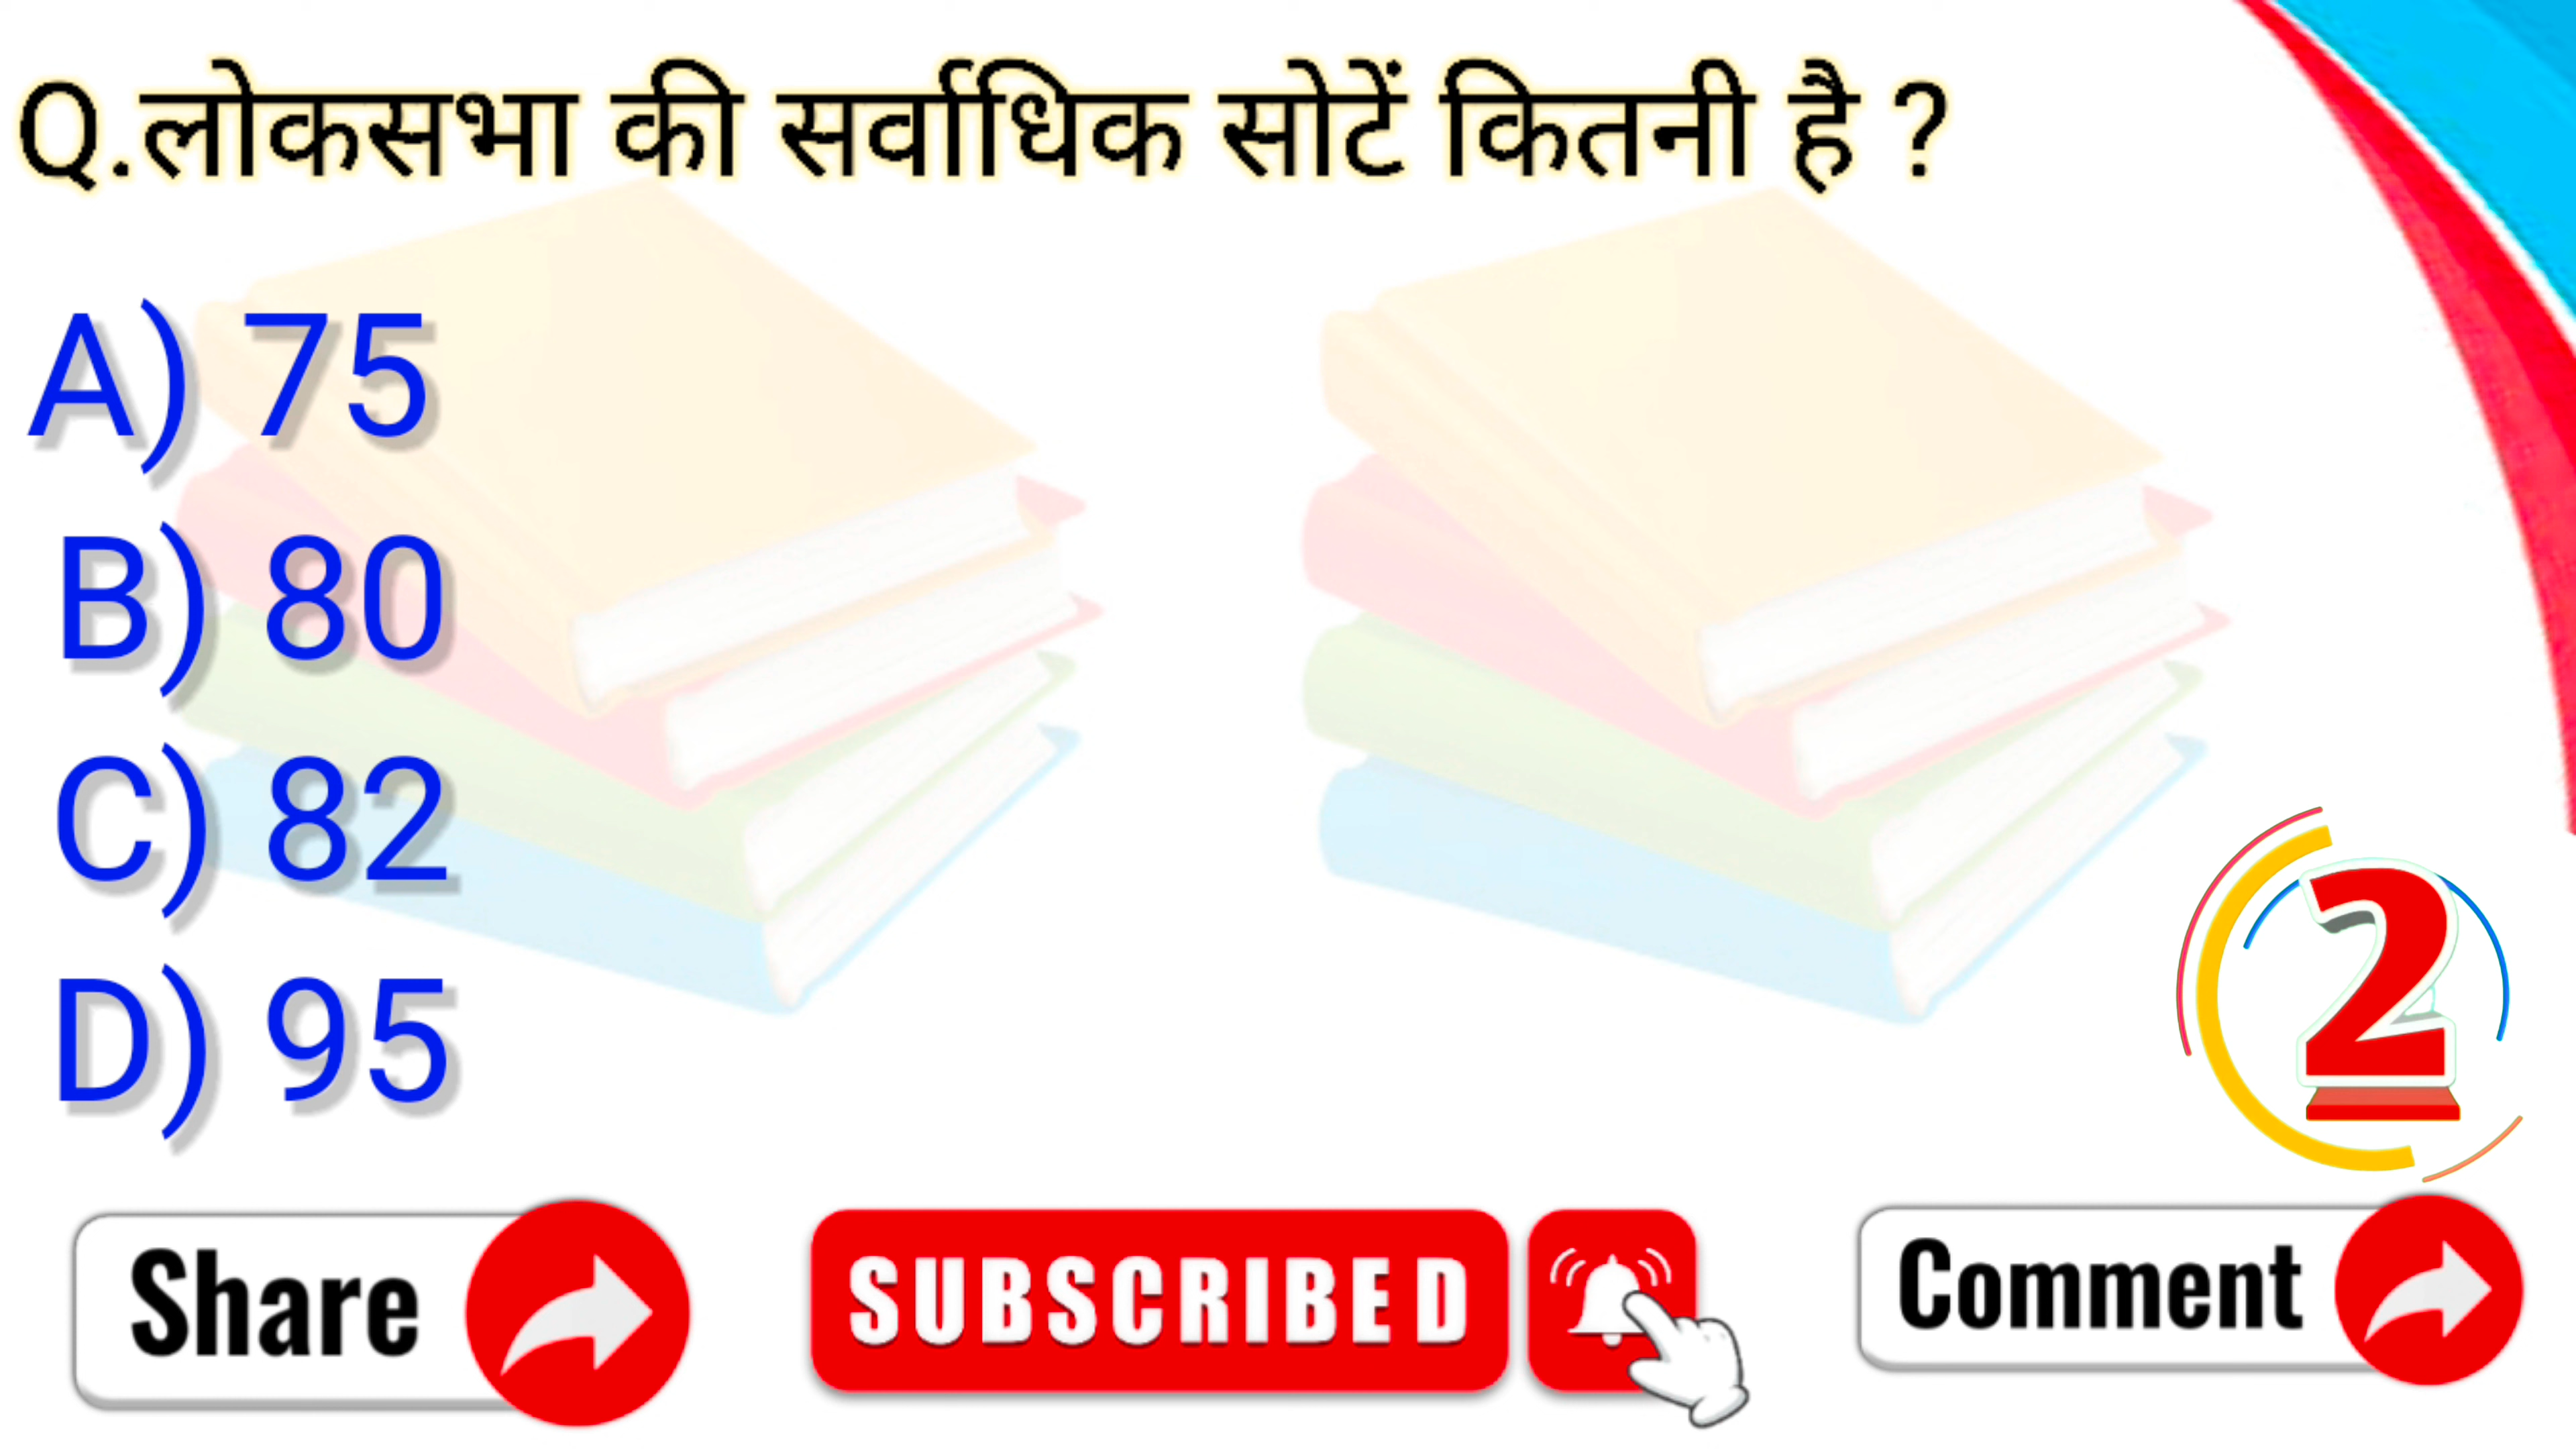 Q.लोकसभा की सर्वाधिक सोटें कितनी है ?
A) 75
B) 80
C) 82
D) 95
2
Share
SUBSCRIBED
Comment